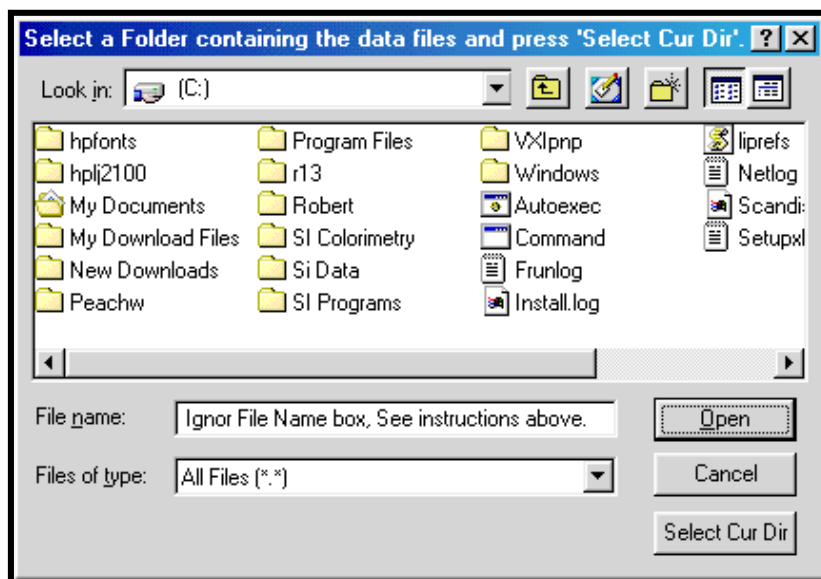 Select a Folder containing the data files and press 'Select Cur Dir'.
Look in: (C:)
hpfonts Program Files VXIpnp liprefs
hplj2100 r13 Windows Netlog
My Documents Robert Autoexec Scandi
My Download Files SI Colorimetry Command Setupxl
New Downloads Si Data Frunlog
Peachw SI Programs Install.log
File name: Ignor File Name box, See instructions above. Open
Files of type: All Files (*.*) Cancel
Select Cur Dir